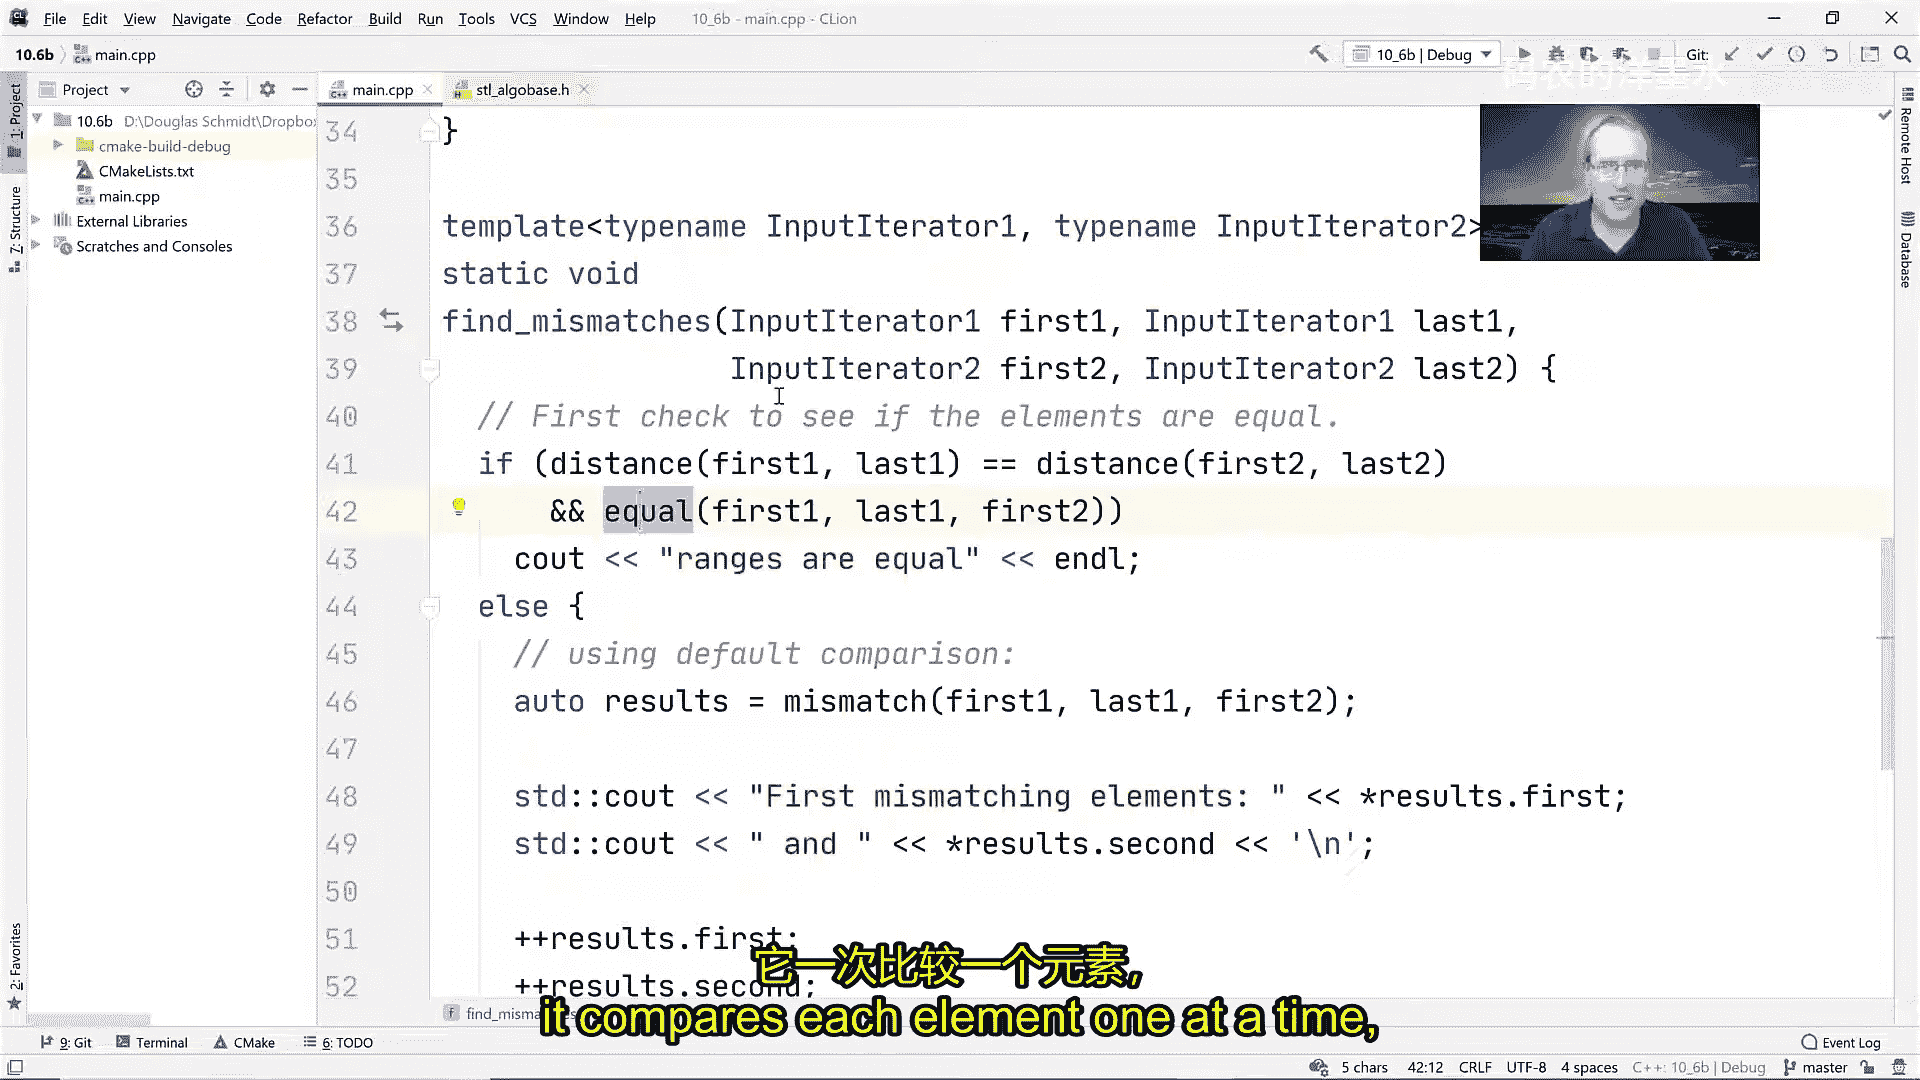 File Edit View Navigate Code Refactor Build Run Tools VCS Window Help 10_6b - main.cpp - CLion
10.6b main.cpp 10_6b | Debug Git:
码农的洋墨水
Project main.cpp stl_algobase.h
10.6b D:\Douglas Schmidt\Dropbo
cmake-build-debug
CMakeLists.txt
main.cpp
External Libraries
Scratches and Consoles
1: Project
7: Structure
2: Favorites
Remote Host
Database
34 }
35
36 template<typename InputIterator1, typename InputIterator2>
37 static void
38 find_mismatches(InputIterator1 first1, InputIterator1 last1,
39 InputIterator2 first2, InputIterator2 last2) {
40 // First check to see if the elements are equal.
41 if (distance(first1, last1) == distance(first2, last2)
42 && equal(first1, last1, first2))
43 cout << "ranges are equal" << endl;
44 else {
45 // using default comparison:
46 auto results = mismatch(first1, last1, first2);
47
48 std::cout << "First mismatching elements: " << *results.first;
49 std::cout << " and " << *results.second << '\n';
50
51 ++results.first;
52 ++results.second;
它一次比较一个元素,
it compares each element one at a time,
find_misma
9: Git Terminal CMake 6: TODO Event Log
5 chars 42:12 CRLF UTF-8 4 spaces C++: 10_6b | Debug master